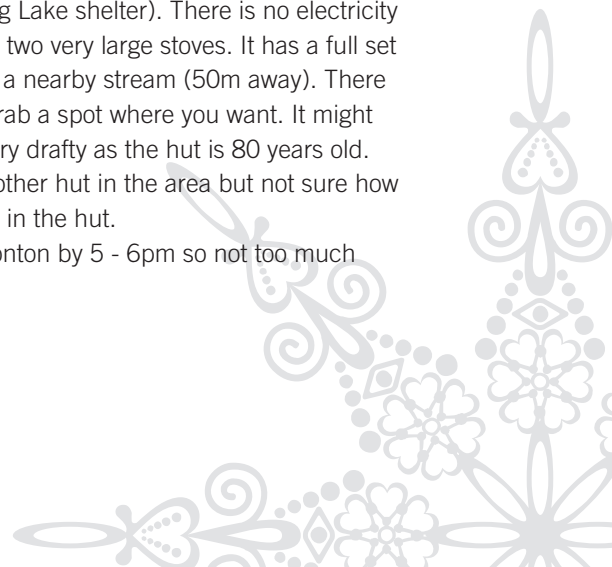 g Lake shelter). There is no electricity
two very large stoves. It has a full set
a nearby stream (50m away). There
rab a spot where you want. It might
ry drafty as the hut is 80 years old.
other hut in the area but not sure how
in the hut.
onton by 5 - 6pm so not too much